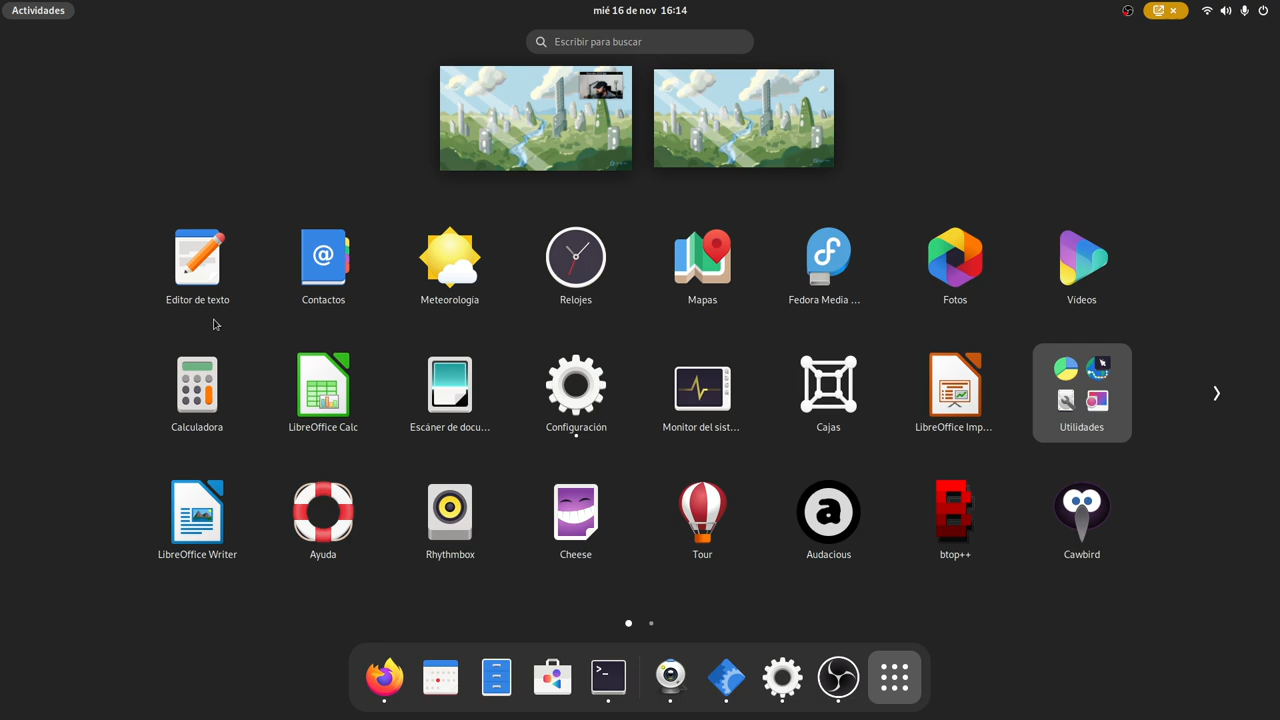 Actividades
mié 16 de nov 16:14
Escribir para buscar
Editor de texto
Contactos
Meteorología
Relojes
Mapas
Fedora Media ...
Fotos
Vídeos
Calculadora
LibreOffice Calc
Escáner de docu...
Configuración
Monitor del sist...
Cajas
LibreOffice Imp...
Utilidades
LibreOffice Writer
Ayuda
Rhythmbox
Cheese
Tour
Audacious
btop++
Cawbird